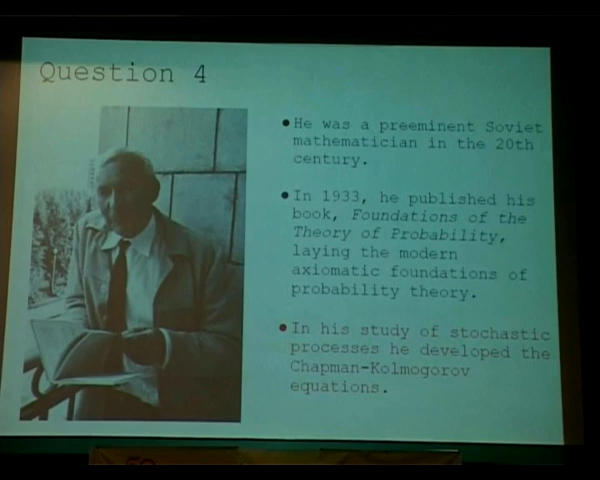 Question 4
•He was a preeminent Soviet
mathematician in the 20th
century.
•In 1933, he published his
book, Foundations of the
Theory of Probability,
laying the modern
axiomatic foundations of
probability theory.
•In his study of stochastic
processes he developed the
Chapman-Kolmogorov
equations.